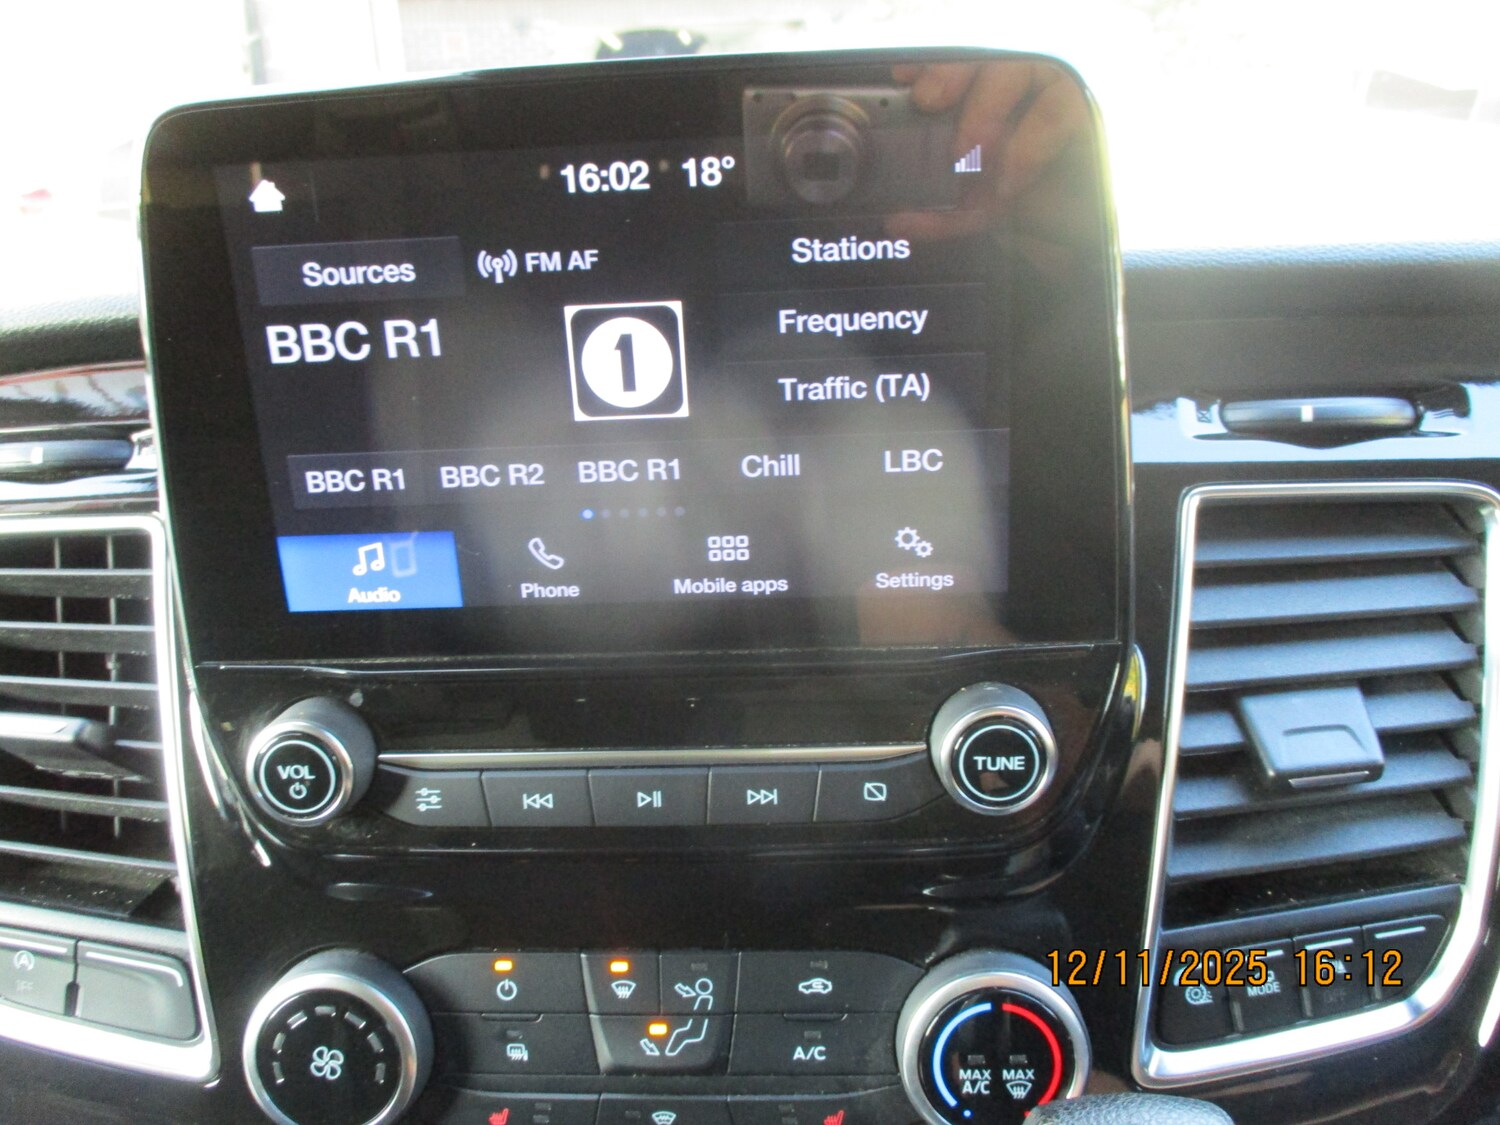 16:02 18°
Sources
FM AF
Stations
BBC R1
1
Frequency
Traffic (TA)
BBC R1 BBC R2 BBC R1 Chill LBC
Audio
Phone
Mobile apps
Settings
VOL
TUNE
12/11/2025 16:12
MODE
A/C
MAX A/C
MAX